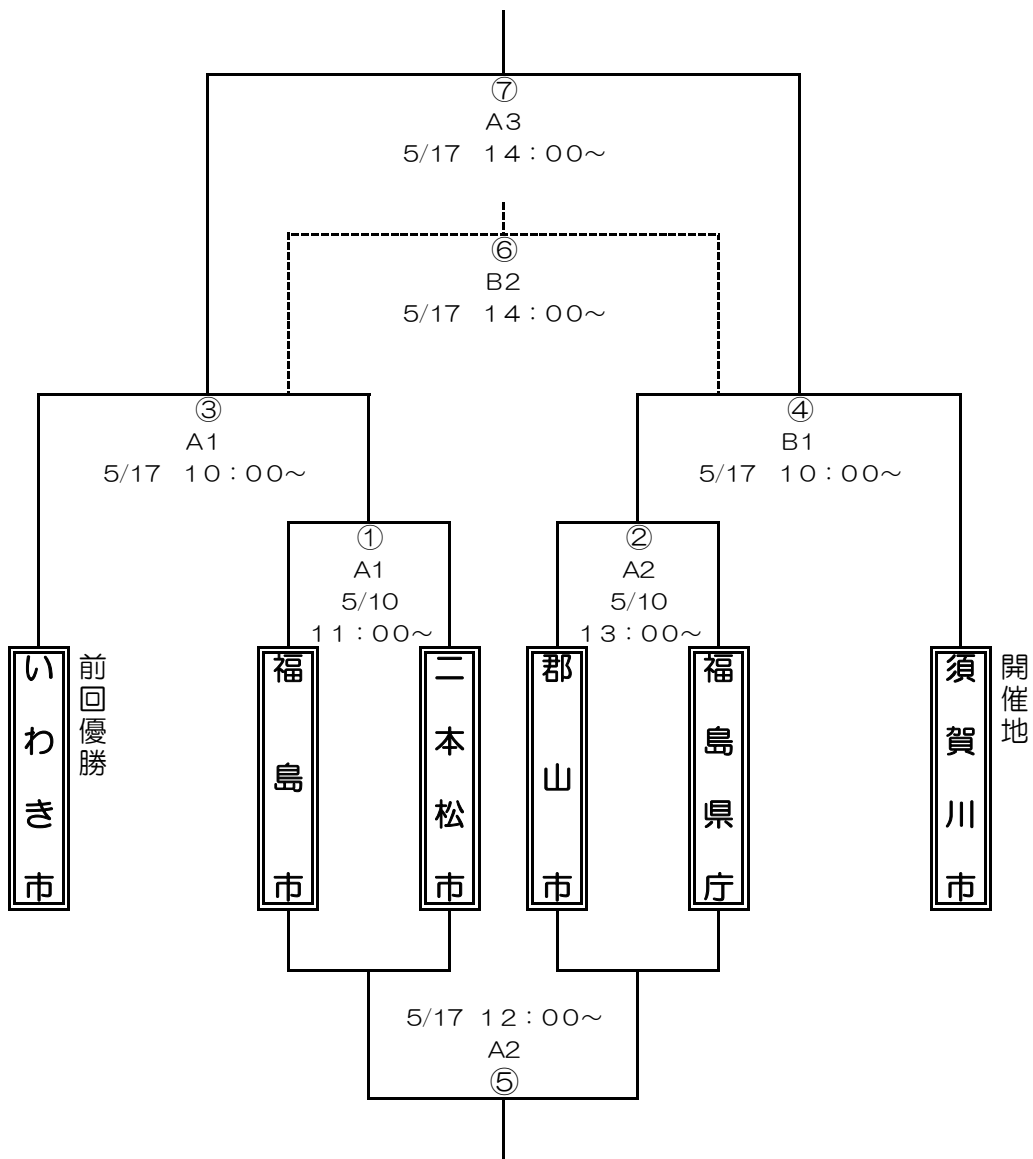 ⑦
A3
5/17 14：00～
⑥
B2
5/17 14：00～
③
A1
5/17 10：00～
④
B1
5/17 10：00～
①
A1
5/10
11：00～
②
A2
5/10
13：00～
いわき市
前回優勝
福島市
二本松市
郡山市
福島県庁
須賀川市
開催地
5/17 12：00～
A2
⑤